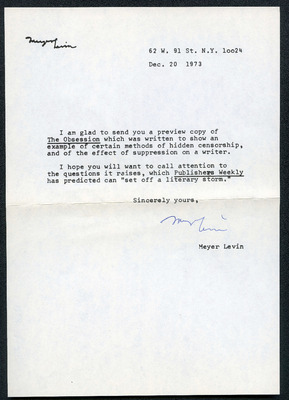 Meyer Levin
62 W. 91 St. N.Y. 10024
Dec. 20 1973
I am glad to send you a preview copy of
The Obsession which was written to show an
example of certain methods of hidden censorship,
and of the effect of suppression on a writer.
I hope you will want to call attention to
the questions it raises, which Publishers Weekly
has predicted can "set off a literary storm."
Sincerely yours,
Meyer Levin
Meyer Levin